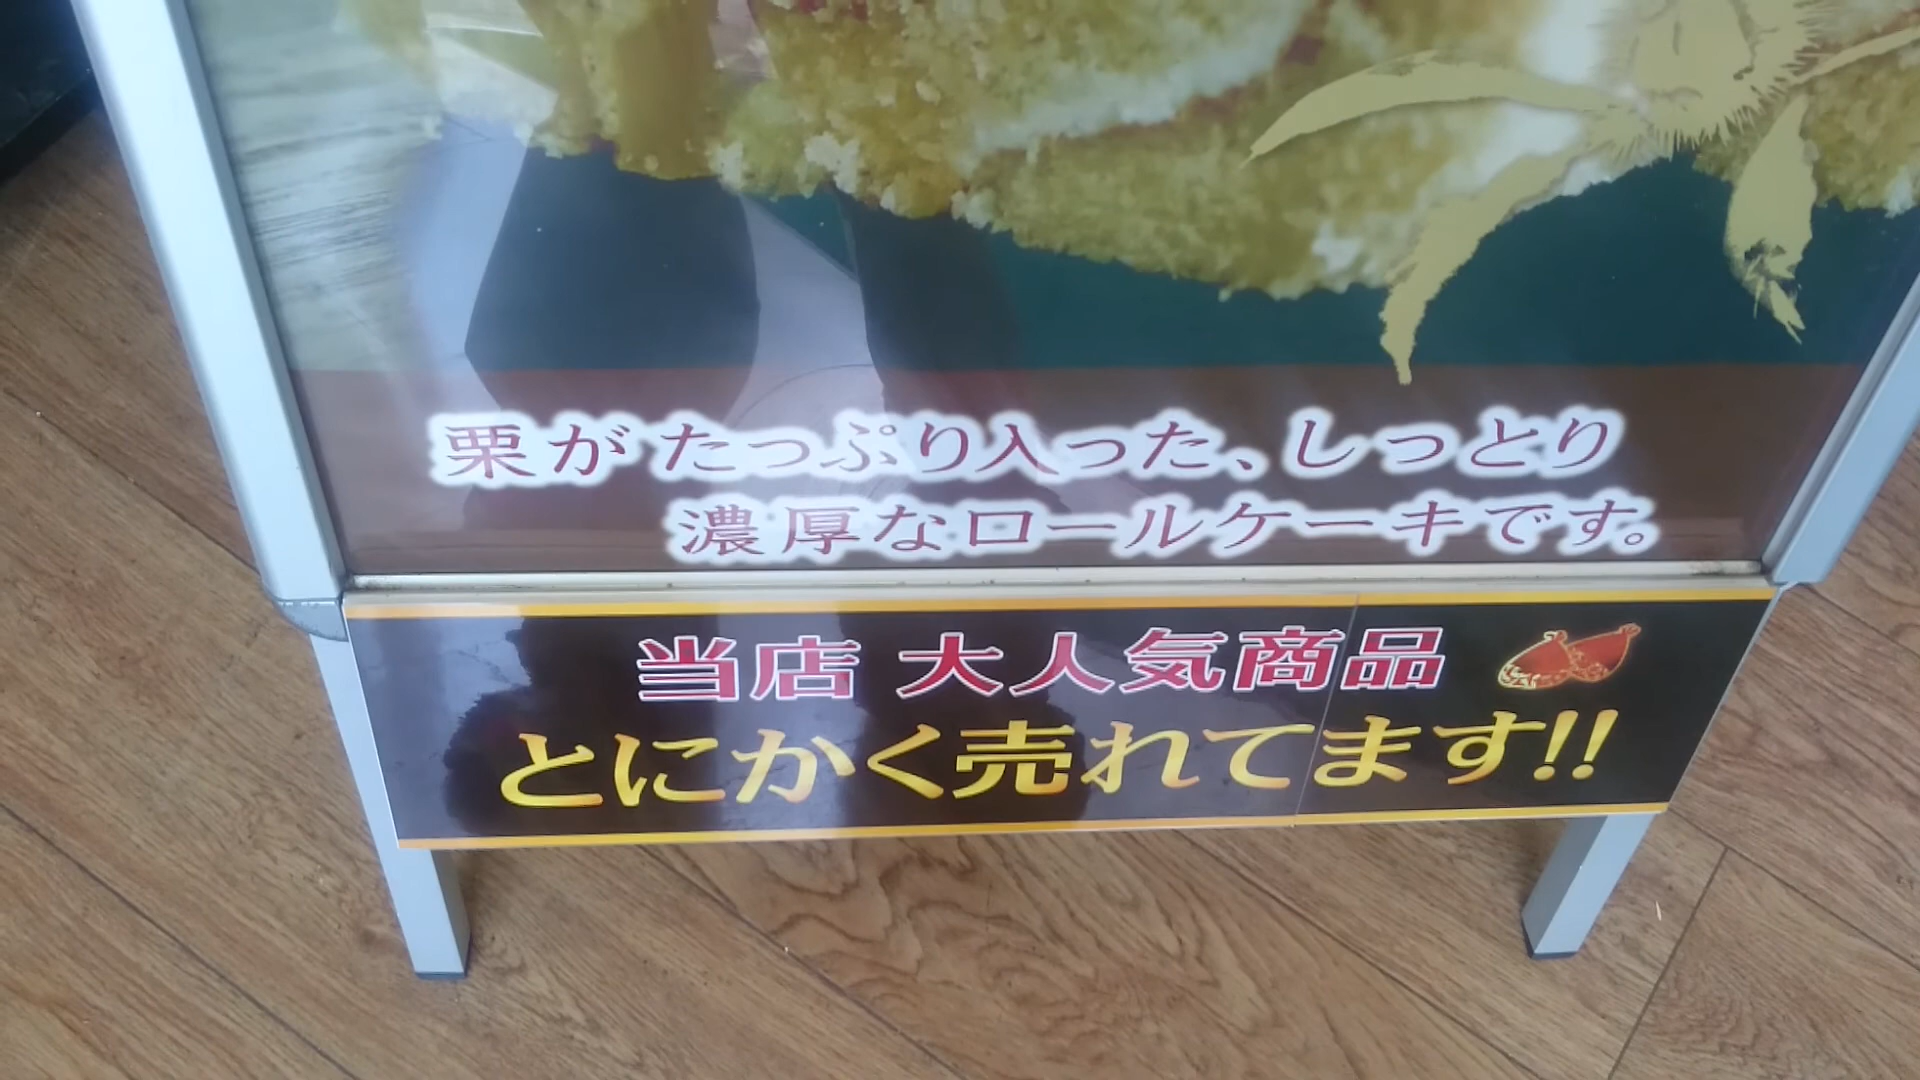 栗がたっぷり入った、しっとり
濃厚なロールケーキです。
当店 大人気商品
とにかく売れてます!!